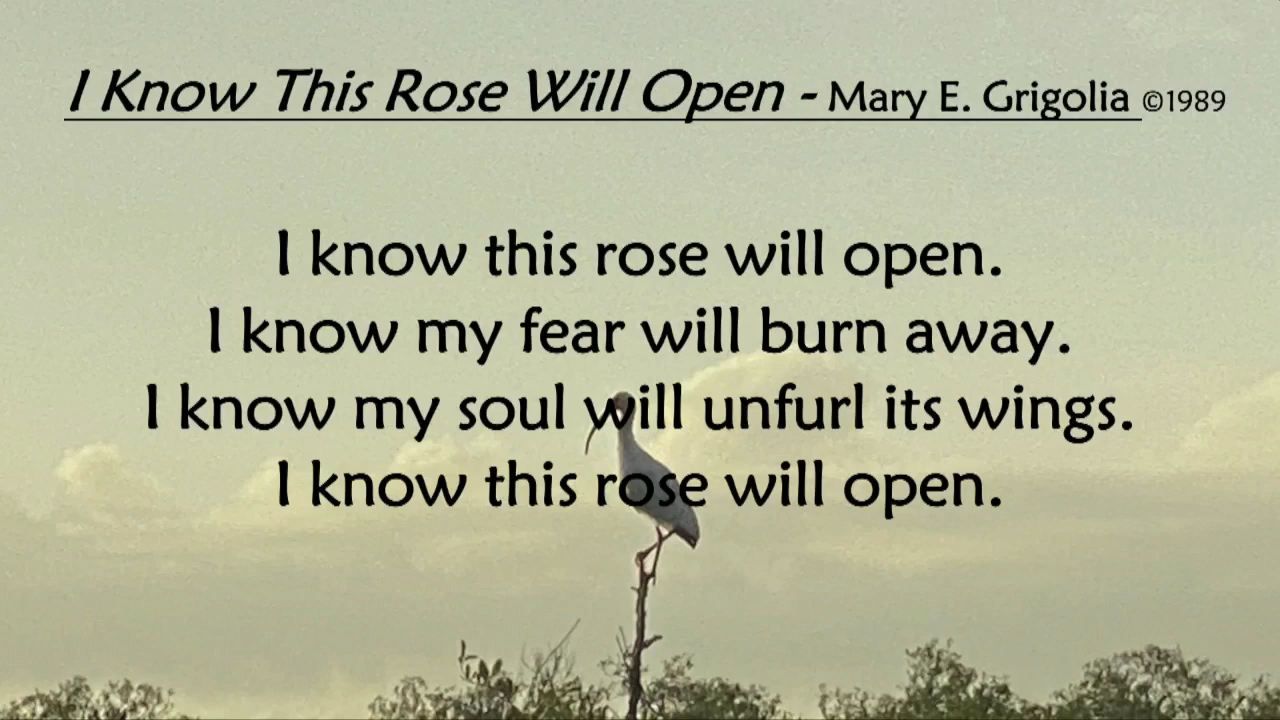 I Know This Rose Will Open - Mary E. Grigolia ©1989
I know this rose will open.
I know my fear will burn away.
I know my soul will unfurl its wings.
I know this rose will open.